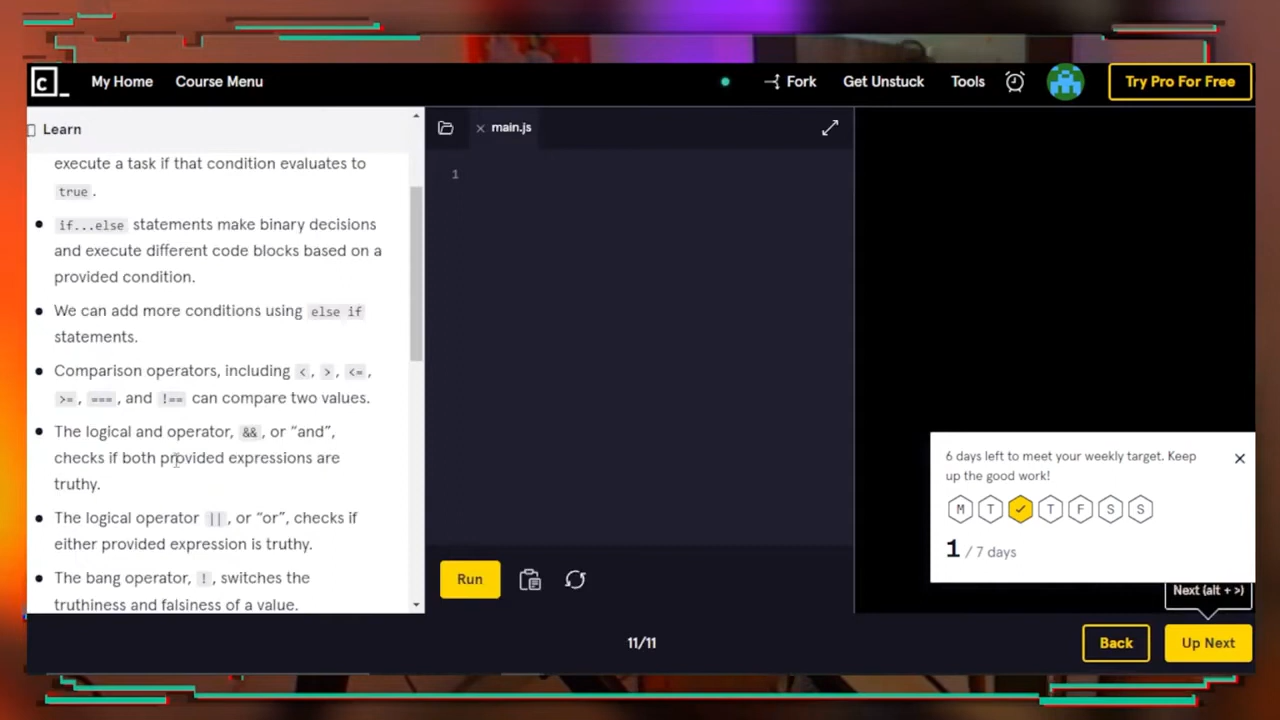 c_ My Home Course Menu Fork Get Unstuck Tools Try Pro For Free
Learn
main.js
execute a task if that condition evaluates to
true.
if...else statements make binary decisions
and execute different code blocks based on a
provided condition.
We can add more conditions using else if
statements.
Comparison operators, including <, >, <=,
>=, ===, and !== can compare two values.
The logical and operator, &&, or “and”,
checks if both provided expressions are
truthy.
The logical operator ||, or “or”, checks if
either provided expression is truthy.
The bang operator, !, switches the
truthiness and falsiness of a value.
1
Run
6 days left to meet your weekly target. Keep
up the good work!
M T T F S S
1 / 7 days
Next (alt + >)
11/11
Back
Up Next